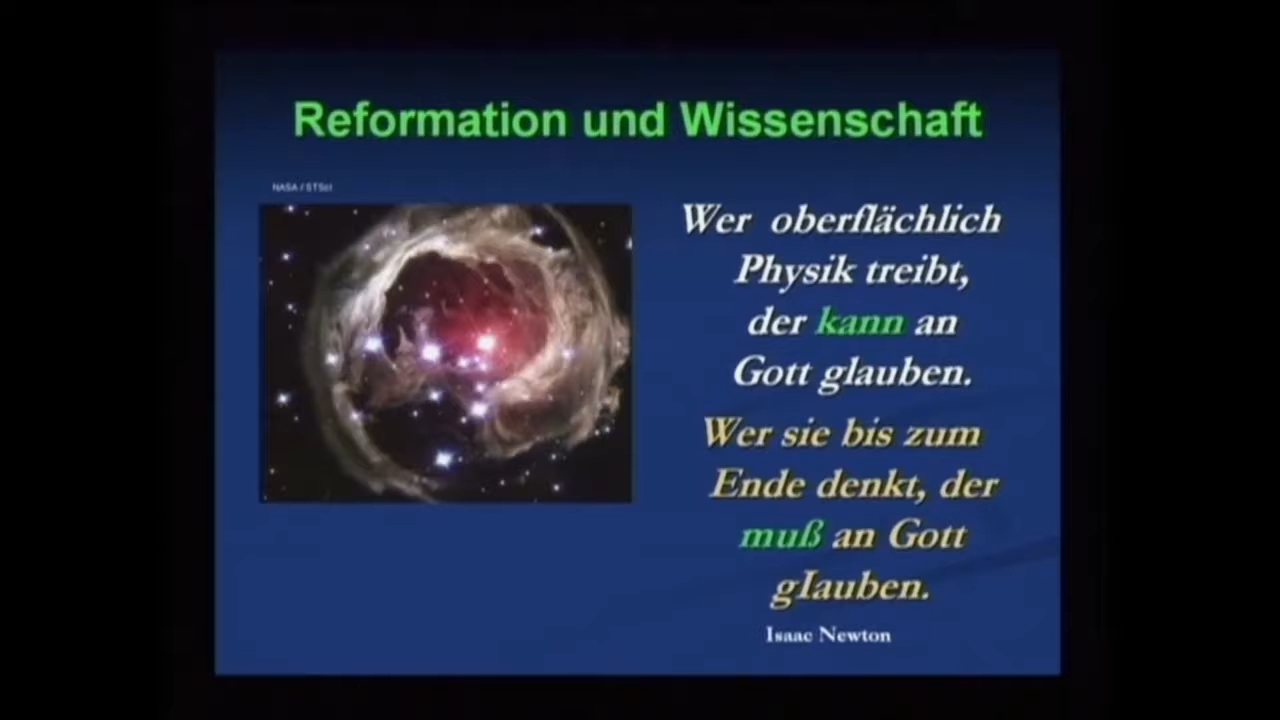 Reformation und Wissenschaft
NASA / STScI
Wer oberflächlich
Physik treibt,
der kann an
Gott glauben.
Wer sie bis zum
Ende denkt, der
muß an Gott
gIauben.
Isaac Newton